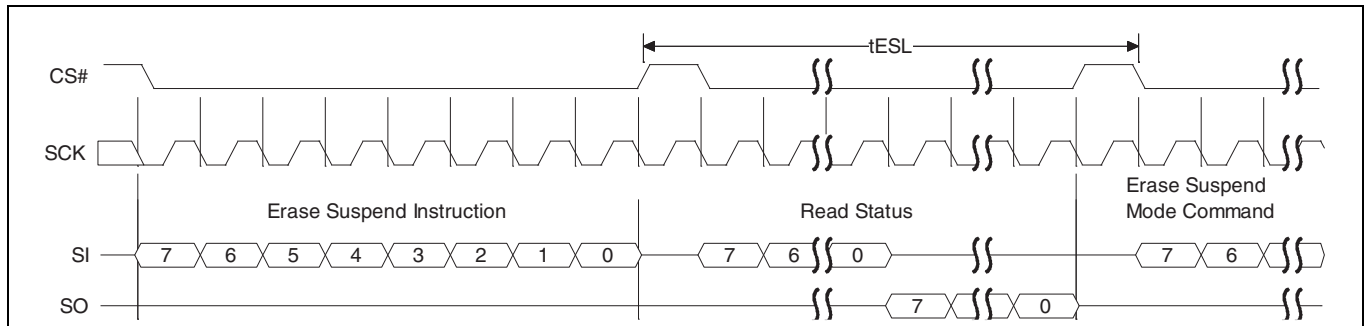 tESL
CS#
SCK
Erase Suspend Instruction
Read Status
Erase Suspend
Mode Command
SI 7 6 5 4 3 2 1 0 7 6 0 7 6
SO 7 0